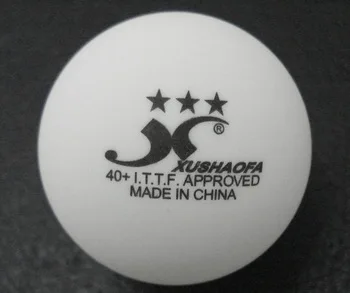 ★★★
®
XUSHAOFA
40+ I.T.T.F. APPROVED
MADE IN CHINA